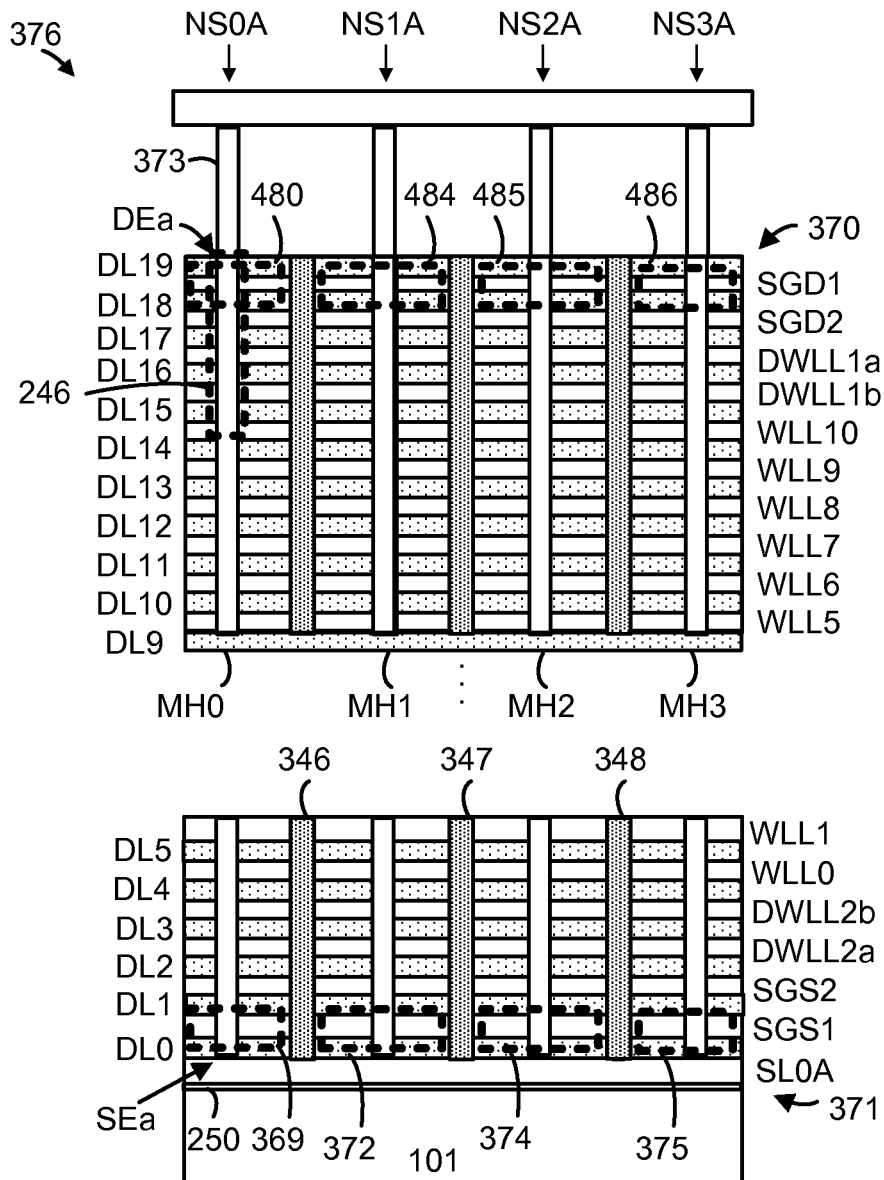 376
NS0A NS1A NS2A NS3A
373
DEa 480 484 485 486 370
DL19
SGD1
DL18
SGD2
DL17
DWLL1a
DL16
246
DWLL1b
DL15
WLL10
DL14
WLL9
DL13
WLL8
DL12
WLL7
DL11
WLL6
DL10
WLL5
DL9
MH0 MH1 MH2 MH3
346 347 348
WLL1
DL5
WLL0
DL4
DWLL2b
DL3
DWLL2a
DL2
SGS2
DL1
SGS1
DL0
SL0A
SEa 250 369 372 374 375 371
101